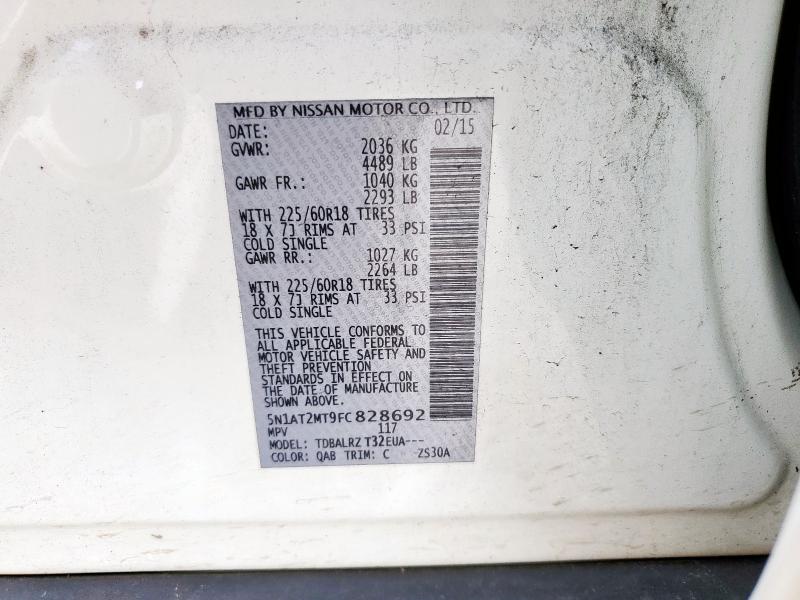 MFD BY NISSAN MOTOR CO., LTD.
DATE: 02/15
GVWR: 2036 KG
4489 LB
GAWR FR.: 1040 KG
2293 LB
WITH 225/60R18 TIRES
18 X 7J RIMS AT 33 PSI
COLD SINGLE
GAWR RR.: 1027 KG
2264 LB
WITH 225/60R18 TIRES
18 X 7J RIMS AT 33 PSI
COLD SINGLE
THIS VEHICLE CONFORMS TO
ALL APPLICABLE FEDERAL
MOTOR VEHICLE SAFETY AND
THEFT PREVENTION
STANDARDS IN EFFECT ON
THE DATE OF MANUFACTURE
SHOWN ABOVE.
5N1AT2MT9FC828692
MPV 117
MODEL: TDBALRZ T32EUA---
COLOR: QAB TRIM: C ZS30A